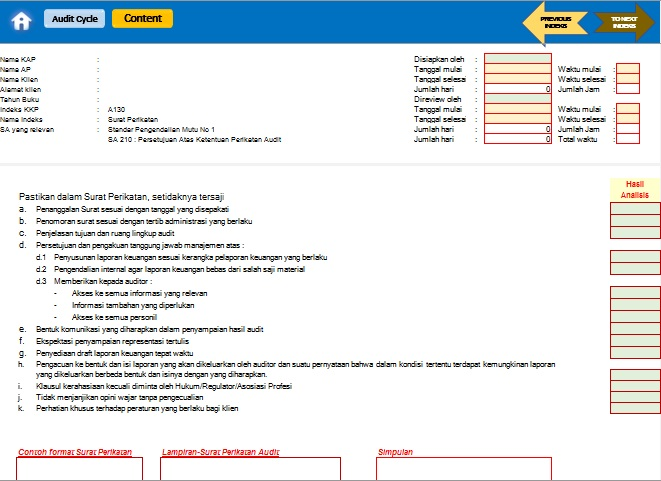 Audit Cycle
Content
PREVIOUS INDEKS
TO NEXT INDEKS
Nama KAP :
Nama AP :
Nama Klien :
Alamat klien :
Tahun Buku :
Indeks KKP : A130
Nama Indeks : Surat Perikatan
SA yang relevan : Standar Pengendalian Mutu No 1
SA 210 : Persetujuan Atas Ketentuan Perikatan Audit
Disiapkan oleh :
Tanggal mulai : Waktu mulai :
Tanggal selesai : Waktu selesai :
Jumlah hari : 0 Jumlah Jam :
Direview oleh :
Tanggal mulai : Waktu mulai :
Tanggal selesai : Waktu selesai :
Jumlah hari : 0 Jumlah Jam :
Jumlah hari : 0 Total waktu :
Hasil
Analisis
Pastikan dalam Surat Perikatan, setidaknya tersaji
a. Penanggalan Surat sesuai dengan tanggal yang disepakati
b. Penomoran surat sesuai dengan tertib administrasi yang berlaku
c. Penjelasan tujuan dan ruang lingkup audit
d. Persetujuan dan pengakuan tanggung jawab manajemen atas :
d.1 Penyusunan laporan keuangan sesuai kerangka pelaporan keuangan yang berlaku
d.2 Pengendalian internal agar laporan keuangan bebas dari salah saji material
d.3 Memberikan kepada auditor :
- Akses ke semua informasi yang relevan
- Informasi tambahan yang diperlukan
- Akses ke semua personil
e. Bentuk komunikasi yang diharapkan dalam penyampaian hasil audit
f. Ekspektasi penyampaian representasi tertulis
g. Penyediaan draft laporan keuangan tepat waktu
h. Pengacuan ke bentuk dan isi laporan yang akan dikeluarkan oleh auditor dan suatu pernyataan bahwa dalam kondisi tertentu terdapat kemungkinan laporan
yang dikeluarkan berbeda bentuk dan isinya dengan yang diharapkan.
i. Klausul kerahasiaan kecuali diminta oleh Hukum/Regulator/Asosiasi Profesi
j. Tidak menjanjikan opini wajar tanpa pengecualian
k. Perhatian khusus terhadap peraturan yang berlaku bagi klien
Contoh format Surat Perikatan
Lampiran-Surat Perikatan Audit
Simpulan